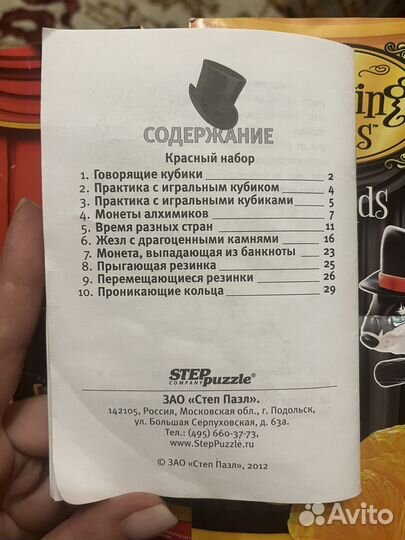 СОДЕРЖАНИЕ
Красный набор
1. Говорящие кубики 2
2. Практика с игральным кубиком 4
3. Практика с игральными кубиками 5
4. Монеты алхимиков 7
5. Время разных стран 11
6. Жезл с драгоценными камнями 16
7. Монета, выпадающая из банкноты 23
8. Прыгающая резинка 25
9. Перемещающиеся резинки 26
10. Проникающие кольца 29
STEP puzzle®
COMPANY
ЗАО «Степ Пазл».
142105, Россия, Московская обл., г. Подольск,
ул. Большая Серпуховская, д. 63а.
Тел.: (495) 660-37-73,
www.StepPuzzle.ru
© ЗАО «Степ Пазл», 2012
Avito